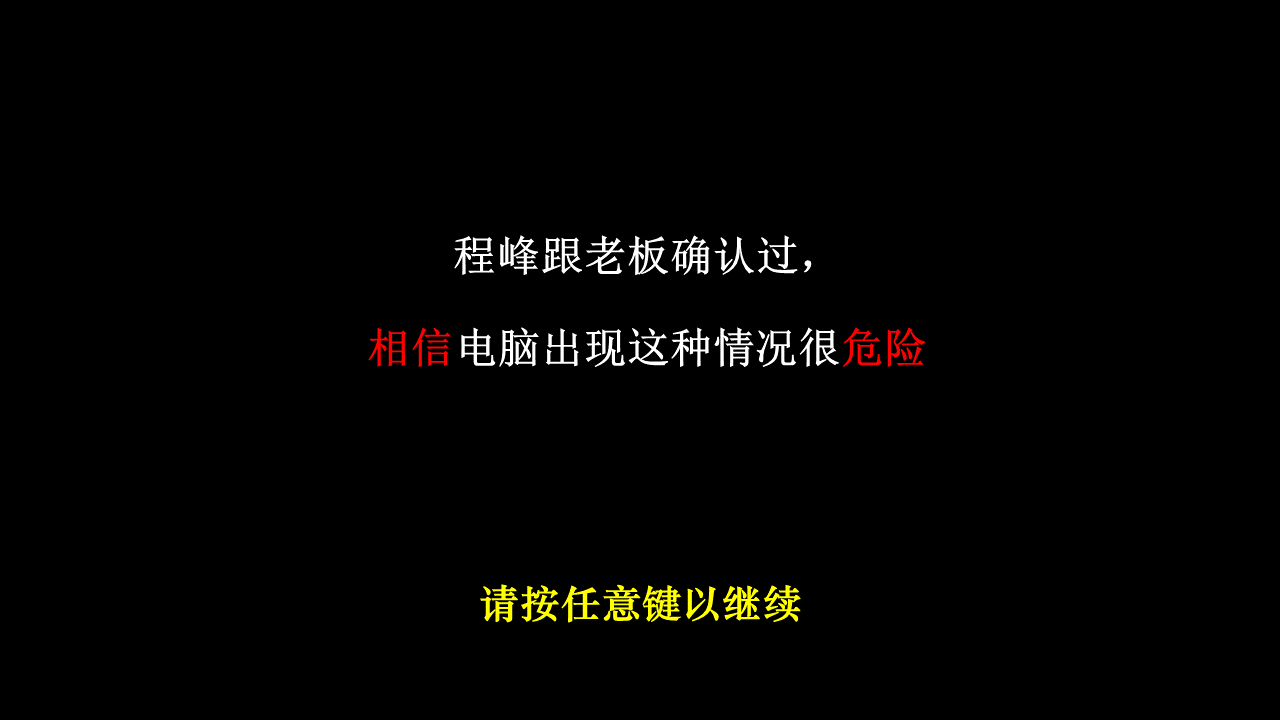 程峰跟老板确认过，
相信电脑出现这种情况很危险
请按任意键以继续